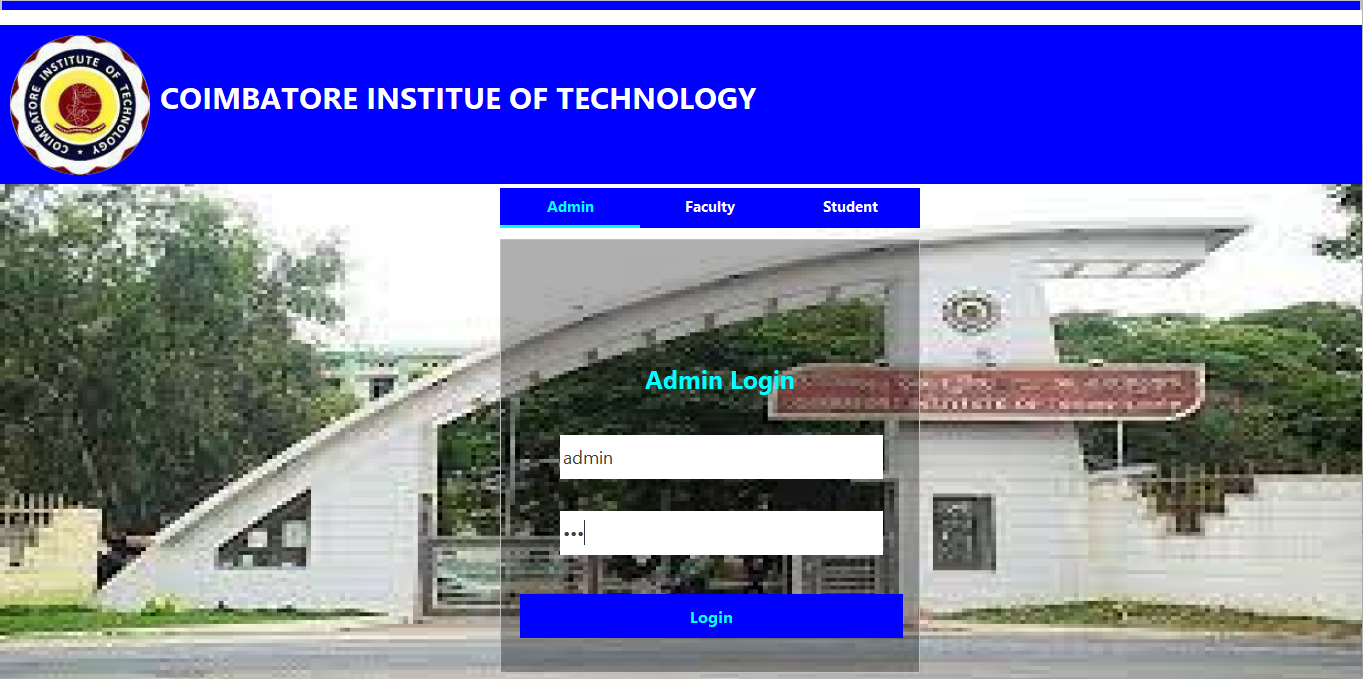 COIMBATORE INSTITUTE OF TECHNOLOGY
COIMBATORE INSTITUE OF TECHNOLOGY
Admin Faculty Student
Admin Login
admin
•••
Login